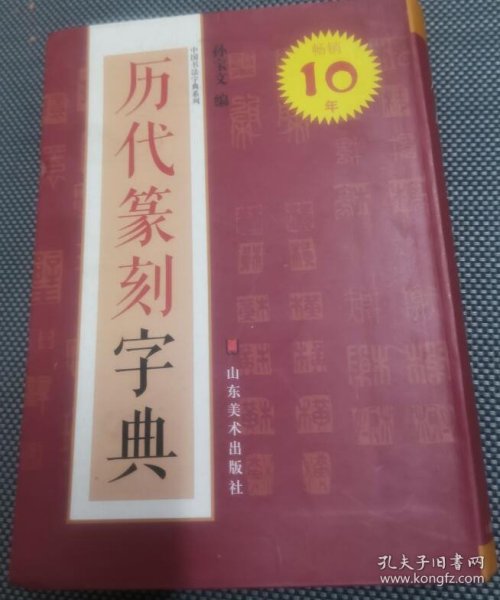 畅销
10
年
孙宝文 编
中国书法字典系列
历代篆刻字典
山东美术出版社
孔夫子旧书网
www.kongfz.com